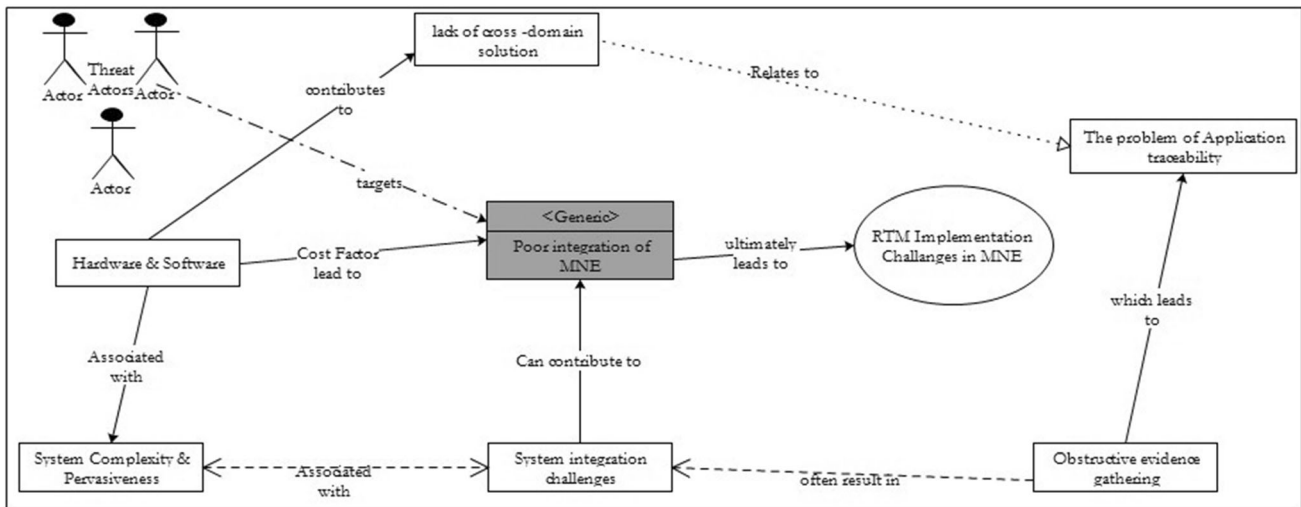 Threat
Actors
Actor
Actor
Actor
lack of cross -domain
solution
Relates to
contributes
to
The problem of Application
traceability
targets
<Generic>
Poor integration of
MNE
Hardware & Software
Cost Factor
lead to
ultimately
leads to
RTM Implementation
Challanges in MNE
which leads
to
Associated
with
Can contribute to
System Complexity &
Pervasiveness
Associated
with
System integration
challenges
often result in
Obstructive evidence
gathering